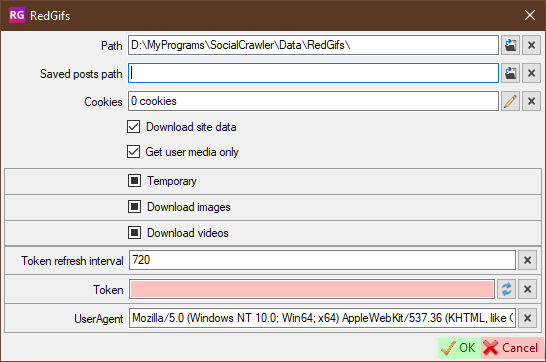 RG RedGifs
Path D:\MyPrograms\SocialCrawler\Data\RedGifs\
Saved posts path
Cookies 0 cookies
Download site data
Get user media only
Temporary
Download images
Download videos
Token refresh interval 720
Token
UserAgent Mozilla/5.0 (Windows NT 10.0; Win64; x64) AppleWebKit/537.36 (KHTML, like G
OK Cancel